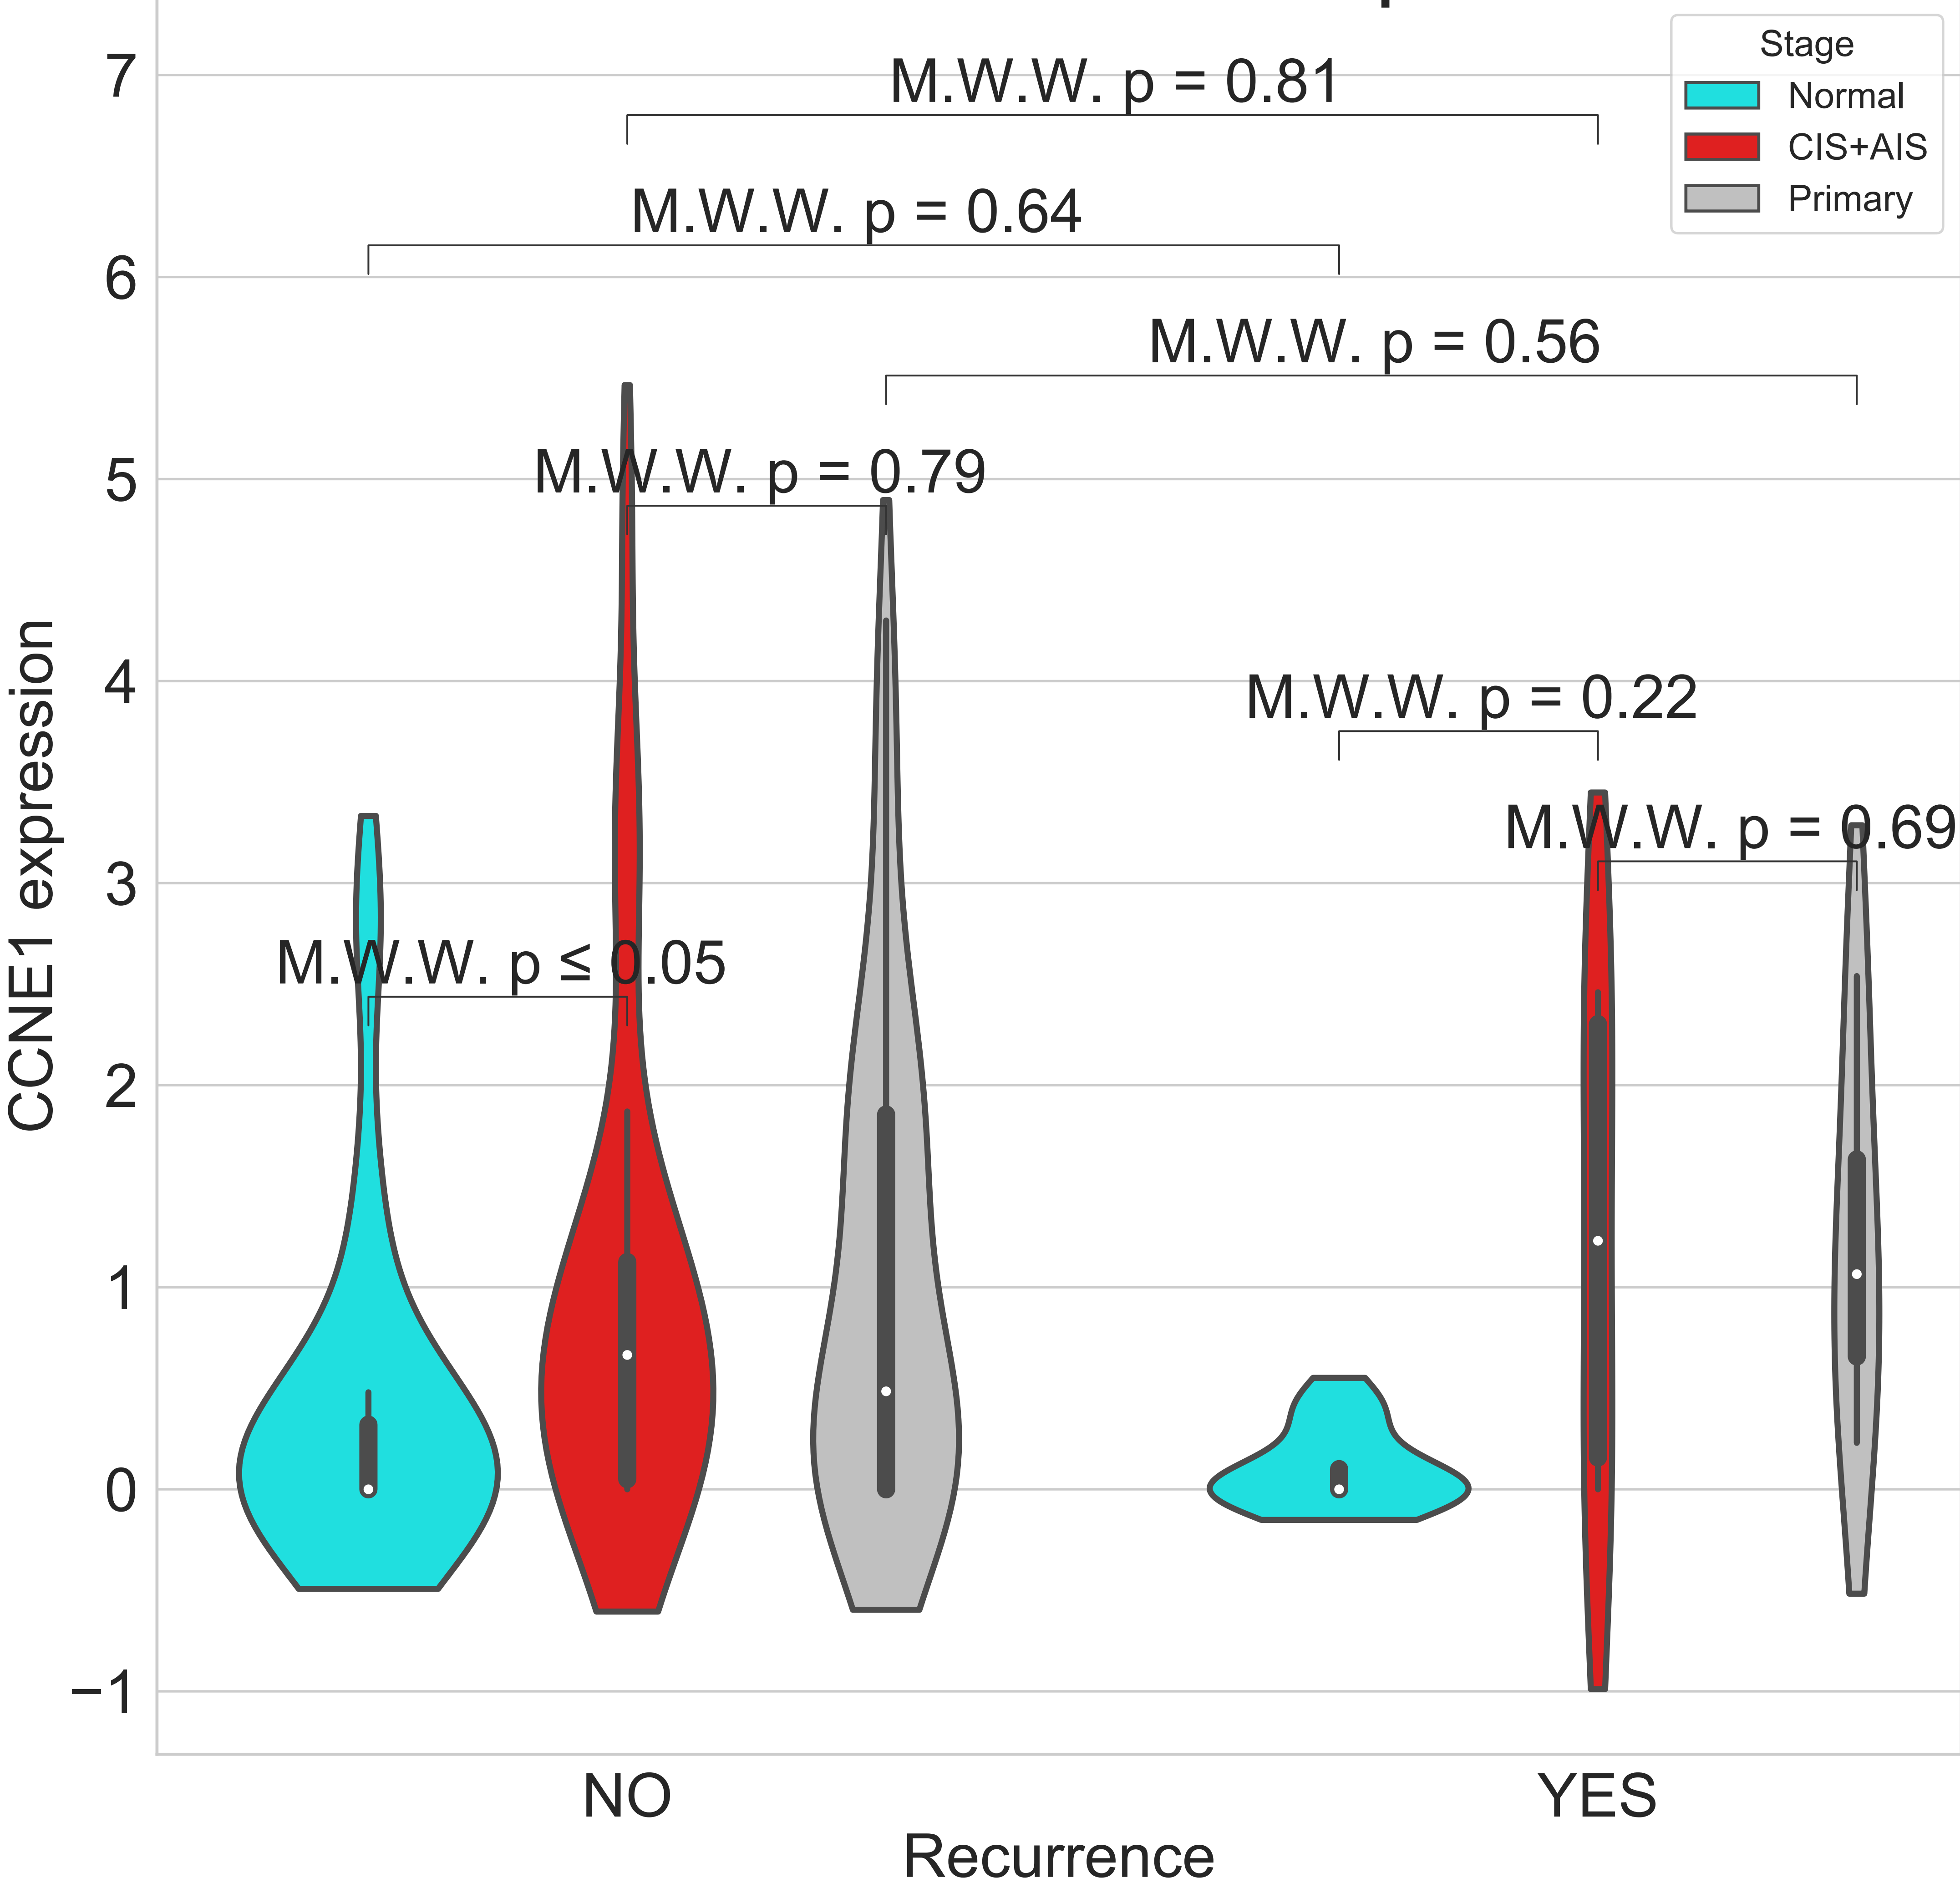 Stage
Normal
CIS+AIS
Primary
7
6
5
4
3
2
1
0
−1
CCNE1 expression
M.W.W. p = 0.81
M.W.W. p = 0.64
M.W.W. p = 0.56
M.W.W. p = 0.79
M.W.W. p = 0.22
M.W.W. p = 0.69
M.W.W. p ≤ 0.05
NO
YES
Recurrence